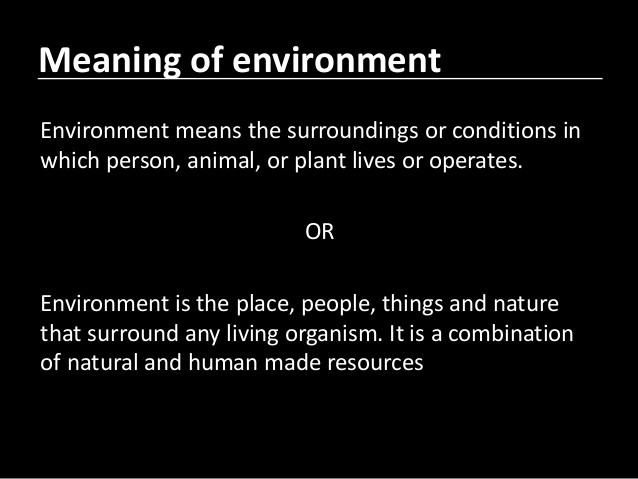 Meaning of environment
Environment means the surroundings or conditions in
which person, animal, or plant lives or operates.
OR
Environment is the place, people, things and nature
that surround any living organism. It is a combination
of natural and human made resources